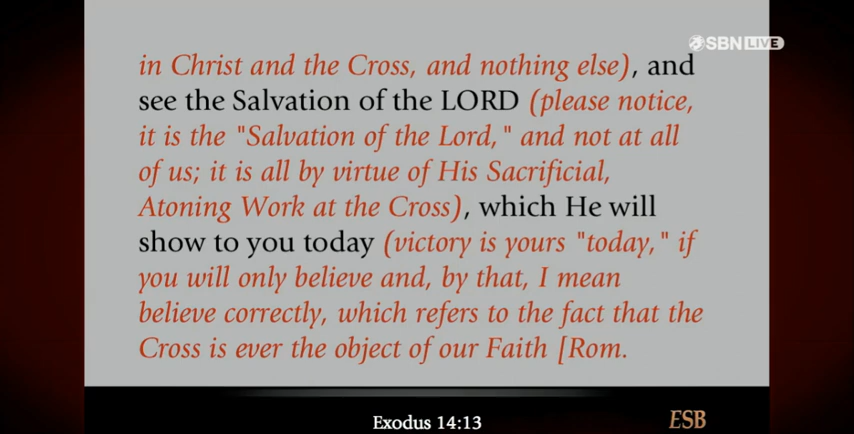 SBN LIVE
in Christ and the Cross, and nothing else), and
see the Salvation of the LORD (please notice,
it is the "Salvation of the Lord," and not at all
of us; it is all by virtue of His Sacrificial,
Atoning Work at the Cross), which He will
show to you today (victory is yours "today," if
you will only believe and, by that, I mean
believe correctly, which refers to the fact that the
Cross is ever the object of our Faith [Rom.
Exodus 14:13
ESB